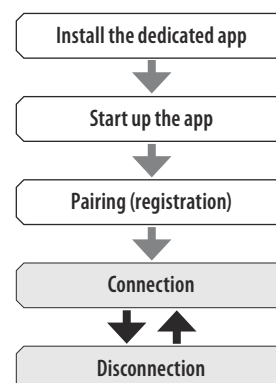 Install the dedicated app
Start up the app
Pairing (registration)
Connection
Disconnection